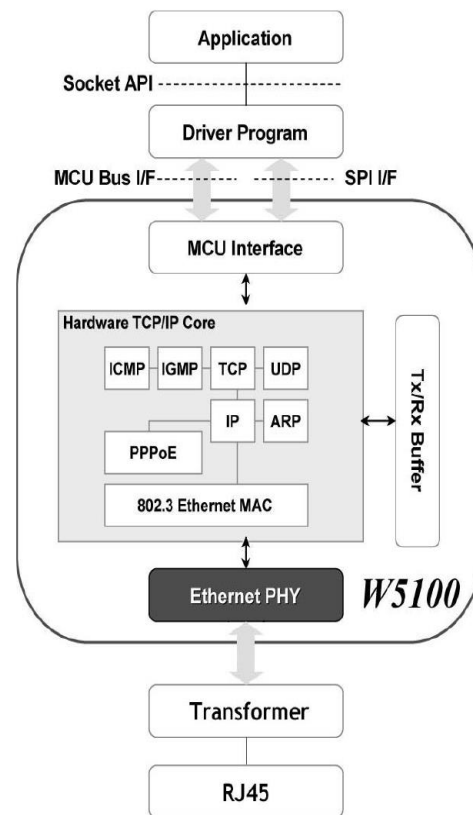 Application
Socket API
Driver Program
MCU Bus I/F
SPI I/F
MCU Interface
Hardware TCP/IP Core
ICMP
IGMP
TCP
UDP
IP
ARP
PPPoE
802.3 Ethernet MAC
Tx/Rx Buffer
Ethernet PHY
W5100
Transformer
RJ45